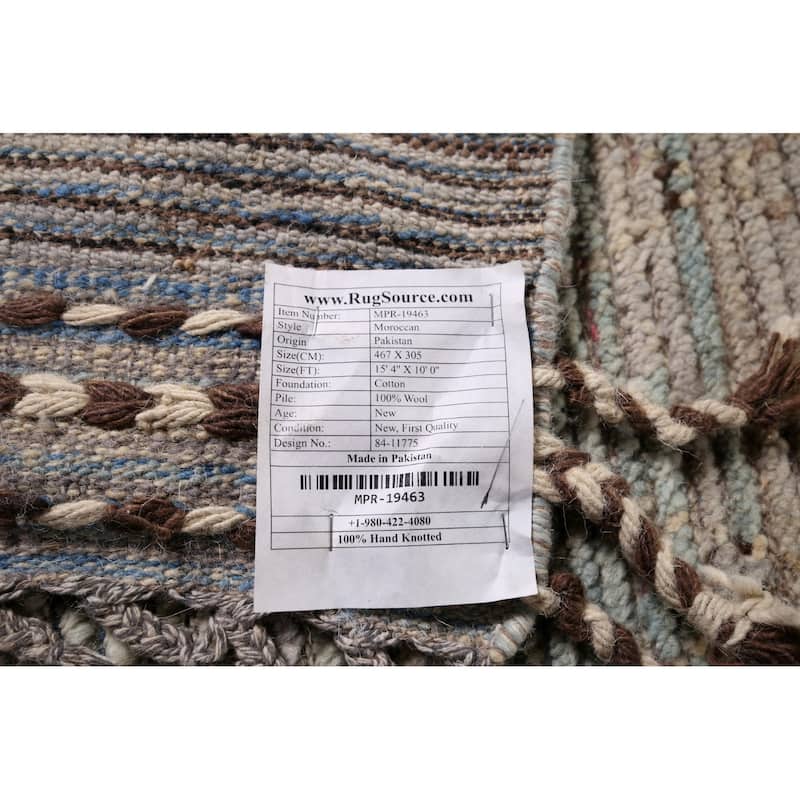 www.RugSource.com
Item Number: MPR-19463
Style Moroccan
Origin Pakistan
Size(CM): 467 X 305
Size(FT): 15' 4" X 10' 0"
Foundation: Cotton
Pile: 100% Wool
Age: New
Condition: New, First Quality
Design No.: 84-11775
Made in Pakistan
MPR-19463
+1-980-422-4080
100% Hand Knotted